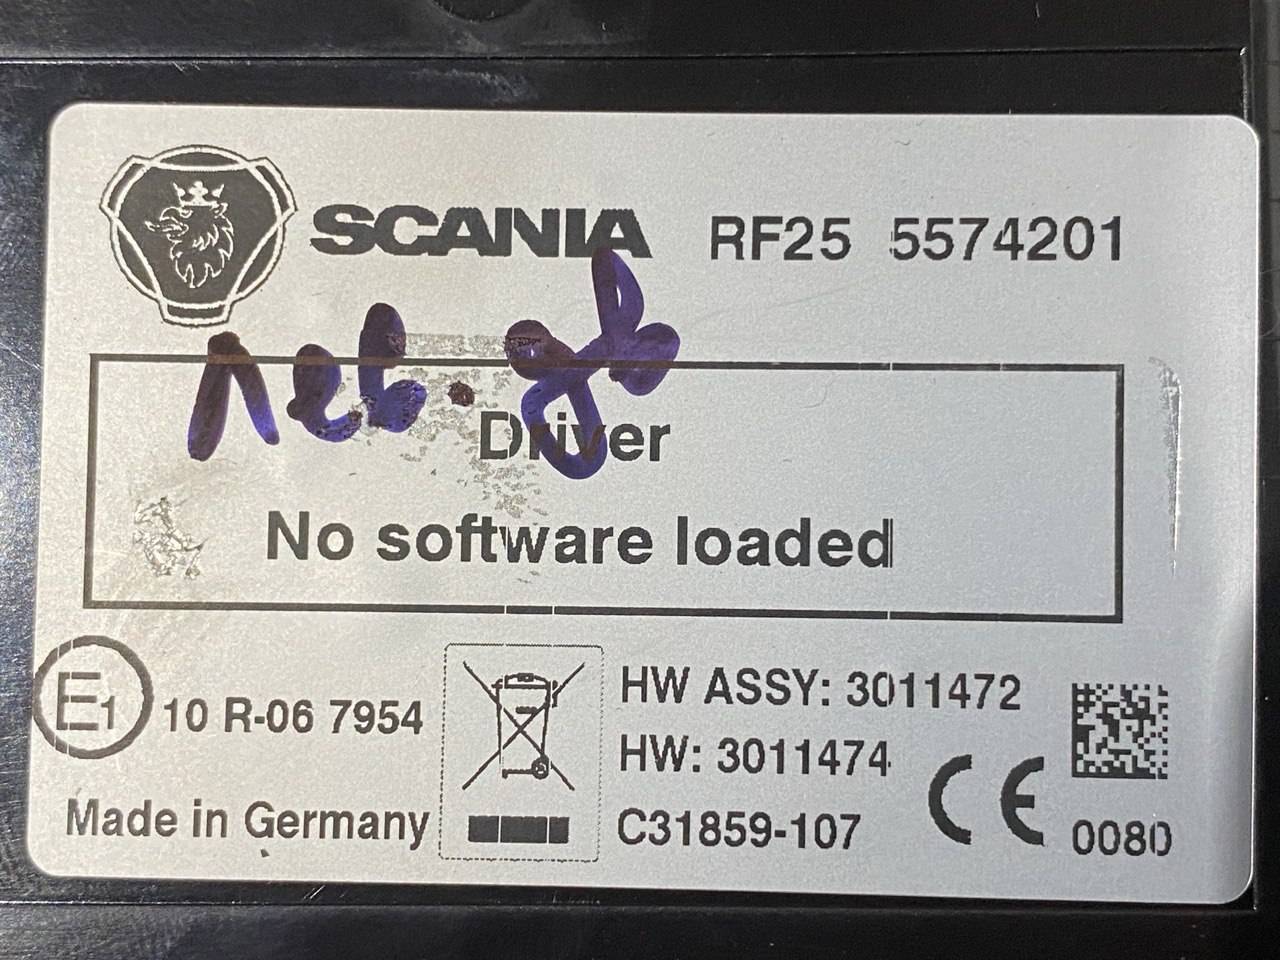 SCANIA RF25 5574201
Driver
No software loaded
E1 10 R-06 7954
HW ASSY: 3011472
HW: 3011474
Made in Germany
C31859-107
CE 0080